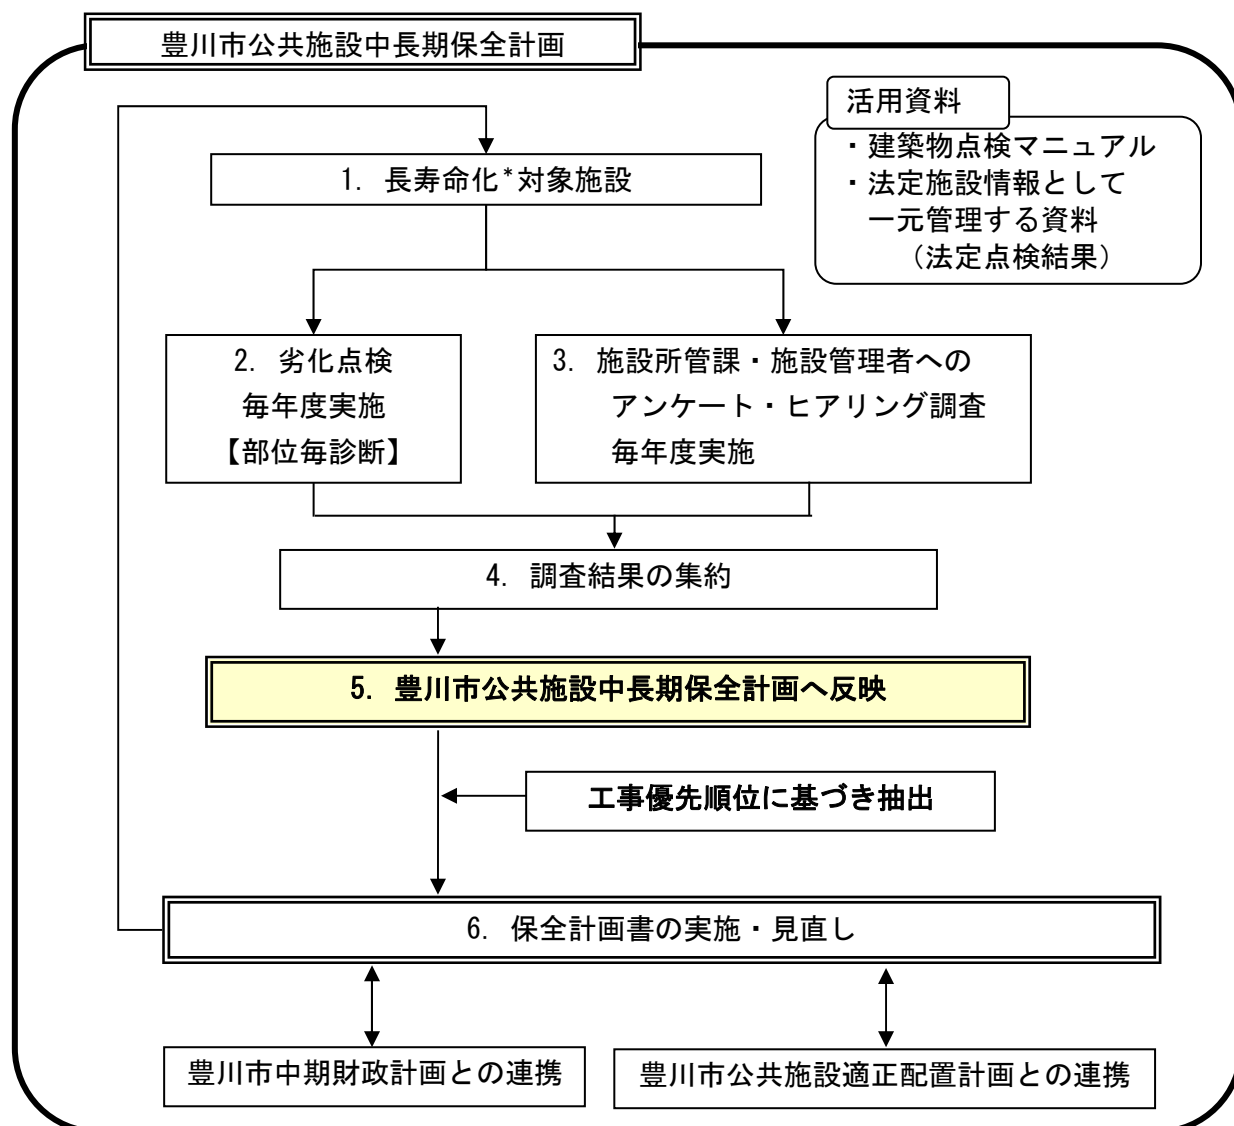 豊川市公共施設中長期保全計画
活用資料
・建築物点検マニュアル
・法定施設情報として
一元管理する資料
（法定点検結果）
1. 長寿命化*対象施設
2. 劣化点検
毎年度実施
【部位毎診断】
3. 施設所管課・施設管理者への
アンケート・ヒアリング調査
毎年度実施
4. 調査結果の集約
5. 豊川市公共施設中長期保全計画へ反映
工事優先順位に基づき抽出
6. 保全計画書の実施・見直し
豊川市中期財政計画との連携
豊川市公共施設適正配置計画との連携